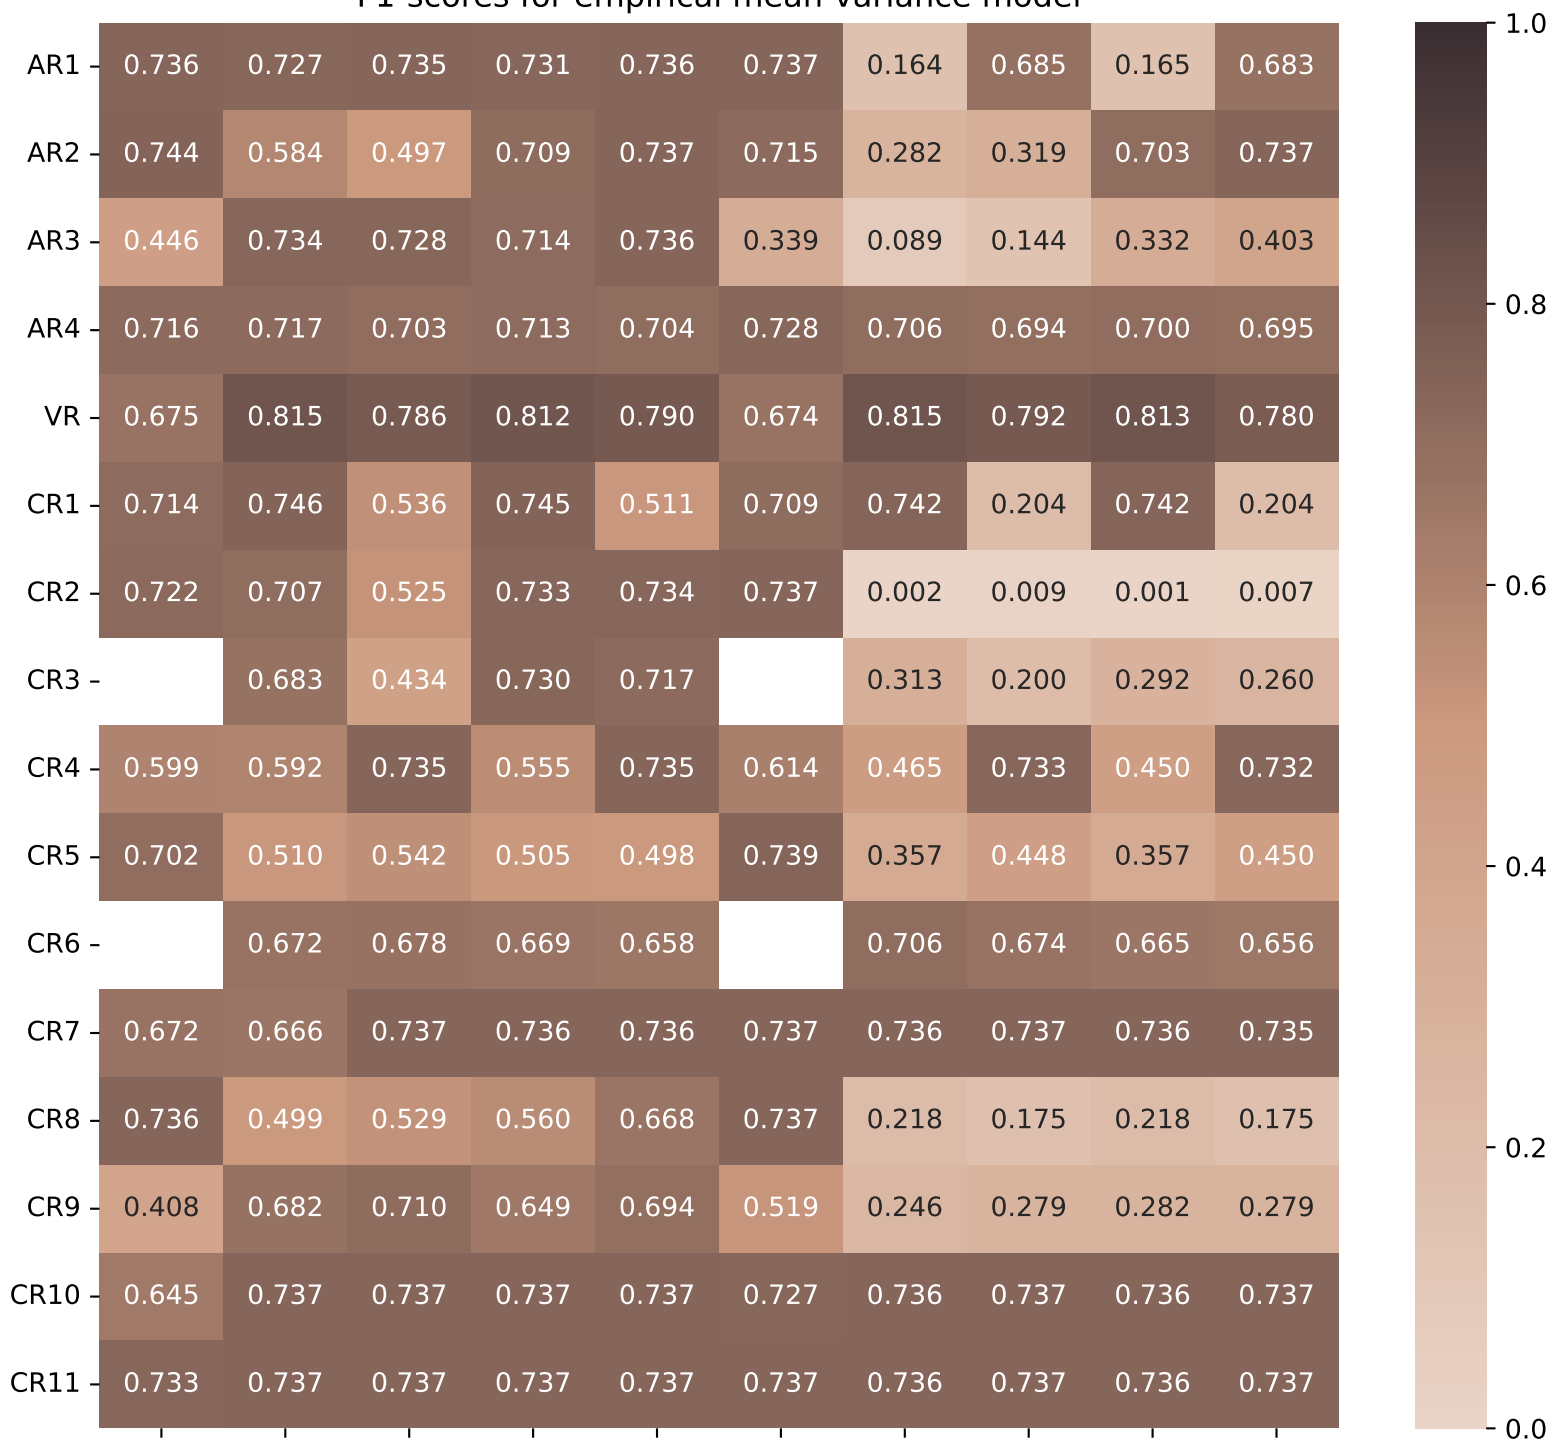 F1 scores for empirical mean-variance model
AR1 0.736 0.727 0.735 0.731 0.736 0.737 0.164 0.685 0.165 0.683
AR2 0.744 0.584 0.497 0.709 0.737 0.715 0.282 0.319 0.703 0.737
AR3 0.446 0.734 0.728 0.714 0.736 0.339 0.089 0.144 0.332 0.403
AR4 0.716 0.717 0.703 0.713 0.704 0.728 0.706 0.694 0.700 0.695
VR 0.675 0.815 0.786 0.812 0.790 0.674 0.815 0.792 0.813 0.780
CR1 0.714 0.746 0.536 0.745 0.511 0.709 0.742 0.204 0.742 0.204
CR2 0.722 0.707 0.525 0.733 0.734 0.737 0.002 0.009 0.001 0.007
CR3 0.683 0.434 0.730 0.717 0.313 0.200 0.292 0.260
CR4 0.599 0.592 0.735 0.555 0.735 0.614 0.465 0.733 0.450 0.732
CR5 0.702 0.510 0.542 0.505 0.498 0.739 0.357 0.448 0.357 0.450
CR6 0.672 0.678 0.669 0.658 0.706 0.674 0.665 0.656
CR7 0.672 0.666 0.737 0.736 0.736 0.737 0.736 0.737 0.736 0.735
CR8 0.736 0.499 0.529 0.560 0.668 0.737 0.218 0.175 0.218 0.175
CR9 0.408 0.682 0.710 0.649 0.694 0.519 0.246 0.279 0.282 0.279
CR10 0.645 0.737 0.737 0.737 0.737 0.727 0.736 0.737 0.736 0.737
CR11 0.733 0.737 0.737 0.737 0.737 0.737 0.736 0.737 0.736 0.737
1.0
0.8
0.6
0.4
0.2
0.0